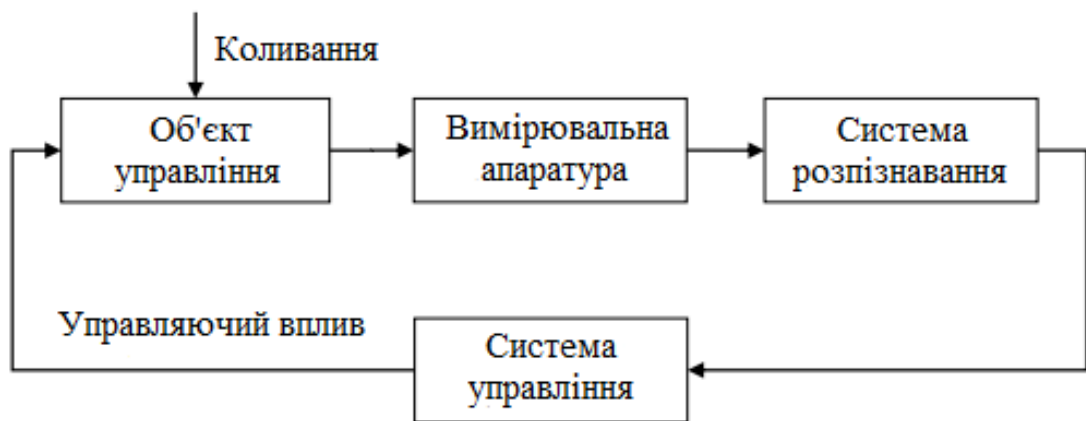 Коливання
Об'єкт
управління
Вимірювальна
апаратура
Система
розпізнавання
Управляючий вплив
Система
управління